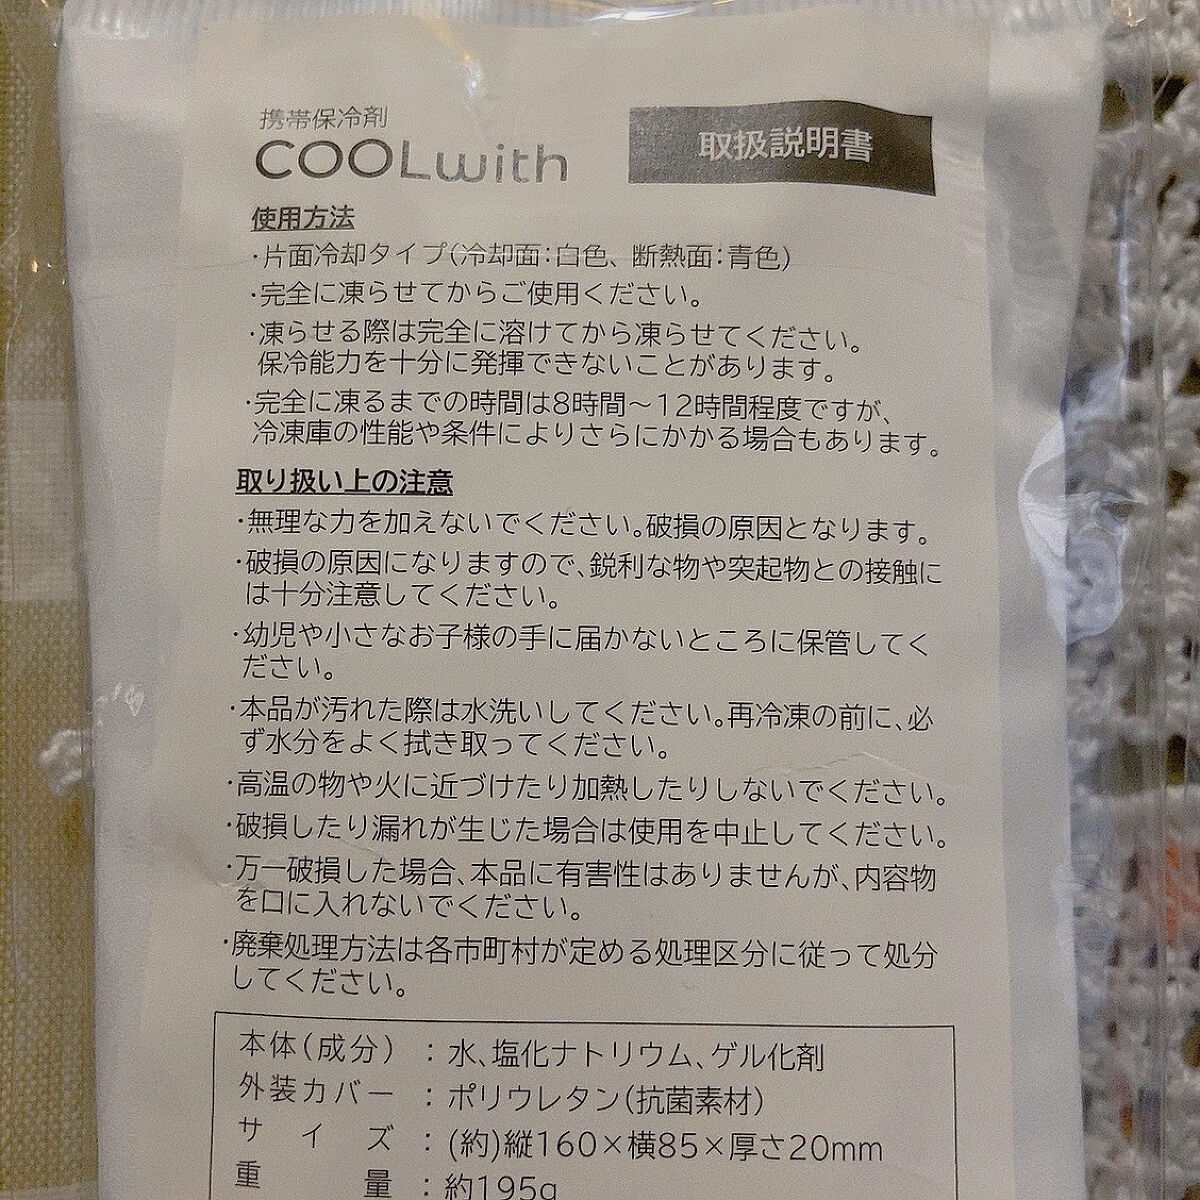 携帯保冷剤
COOLwith
取扱説明書
使用方法
・片面冷却タイプ(冷却面：白色、断熱面：青色)
・完全に凍らせてからご使用ください。
・凍らせる際は完全に溶けてから凍らせてください。
保冷能力を十分に発揮できないことがあります。
・完全に凍るまでの時間は8時間～12時間程度ですが、
冷凍庫の性能や条件によりさらにかかる場合もあります。
取り扱い上の注意
・無理な力を加えないでください。破損の原因となります。
・破損の原因になりますので、鋭利な物や突起物との接触に
は十分注意してください。
・幼児や小さなお子様の手に届かないところに保管してく
ださい。
・本品が汚れた際は水洗いしてください。再冷凍の前に、必
ず水分をよく拭き取ってください。
・高温の物や火に近づけたり加熱したりしないでください。
・破損したり漏れが生じた場合は使用を中止してください。
・万一破損した場合、本品に有害性はありませんが、内容物
を口に入れないでください。
・廃棄処理方法は各市町村が定める処理区分に従って処分
してください。
本体(成分)：水、塩化ナトリウム、ゲル化剤
外装カバー：ポリウレタン(抗菌素材)
サイズ：(約)縦160×横85×厚さ20mm
重量：約195g